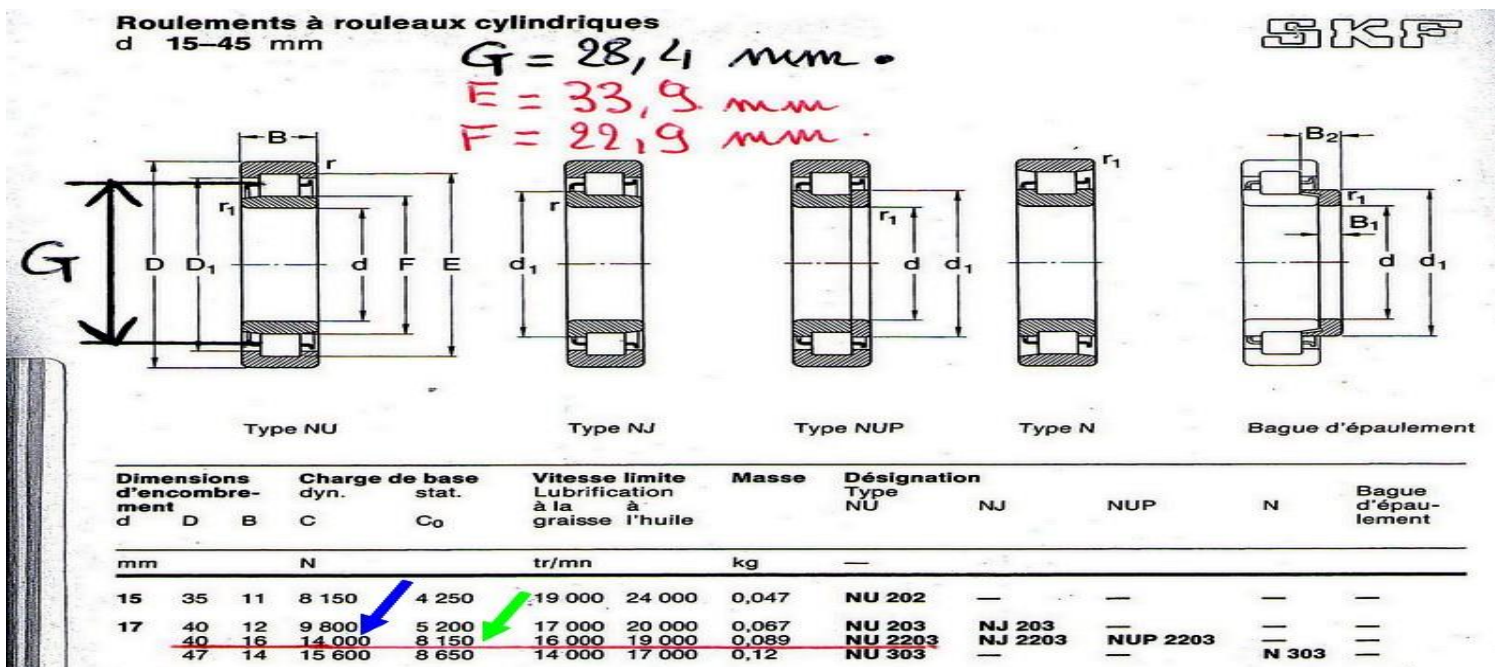 Roulements à rouleaux cylindriques
d 15–45 mm
SKF
G = 28,4 mm.
E = 33,9 mm
F = 22,9 mm.
B
r
r₁
G
D
D₁
d
F
E
r
d₁
r₁
d
d₁
r₁
B₂
r₁
B₁
d
d₁
Type NU
Type NJ
Type NUP
Type N
Bague d'épaulement
Dimensions Charge de base Vitesse limite Masse Désignation
d'encombre- dyn. stat. Lubrification Type Bague
ment à la à NU NJ NUP N d'épau-
d D B C C₀ graisse l'huile lement
mm N tr/mn kg —
15 35 11 8 150 4 250 19 000 24 000 0,047 NU 202 — — — —
17 40 12 9 800 5 200 17 000 20 000 0,067 NU 203 NJ 203 — — —
40 16 14 000 8 150 16 000 19 000 0,089 NU 2203 NJ 2203 NUP 2203 — —
47 14 15 600 8 650 14 000 17 000 0,12 NU 303 — — N 303 —